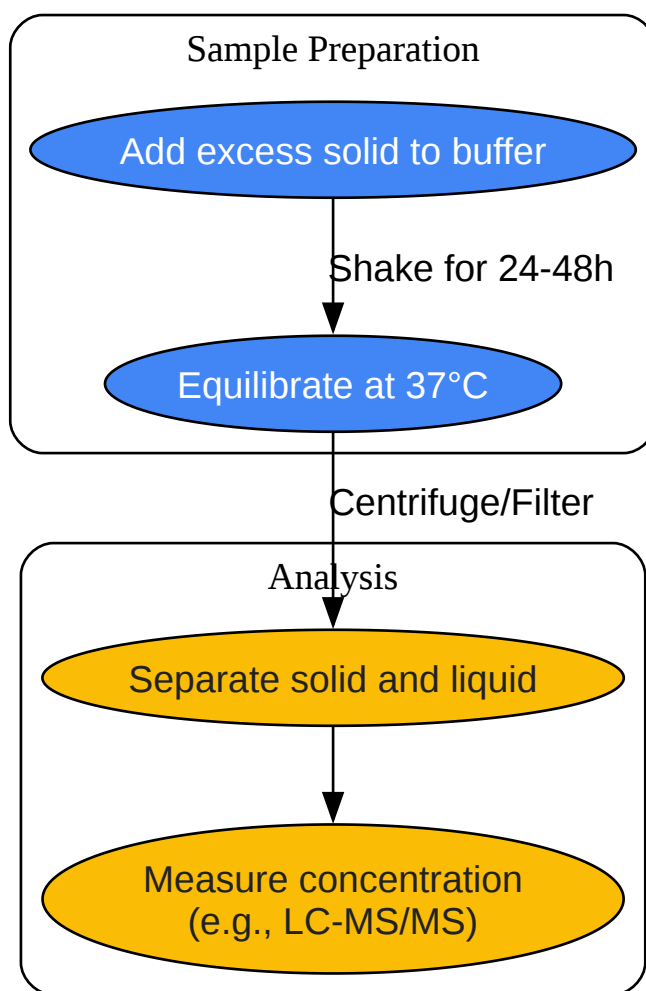 Sample Preparation
Add excess solid to buffer
Shake for 24-48h
Equilibrate at 37°C
Centrifuge/Filter
Analysis
Separate solid and liquid
Measure concentration
(e.g., LC-MS/MS)